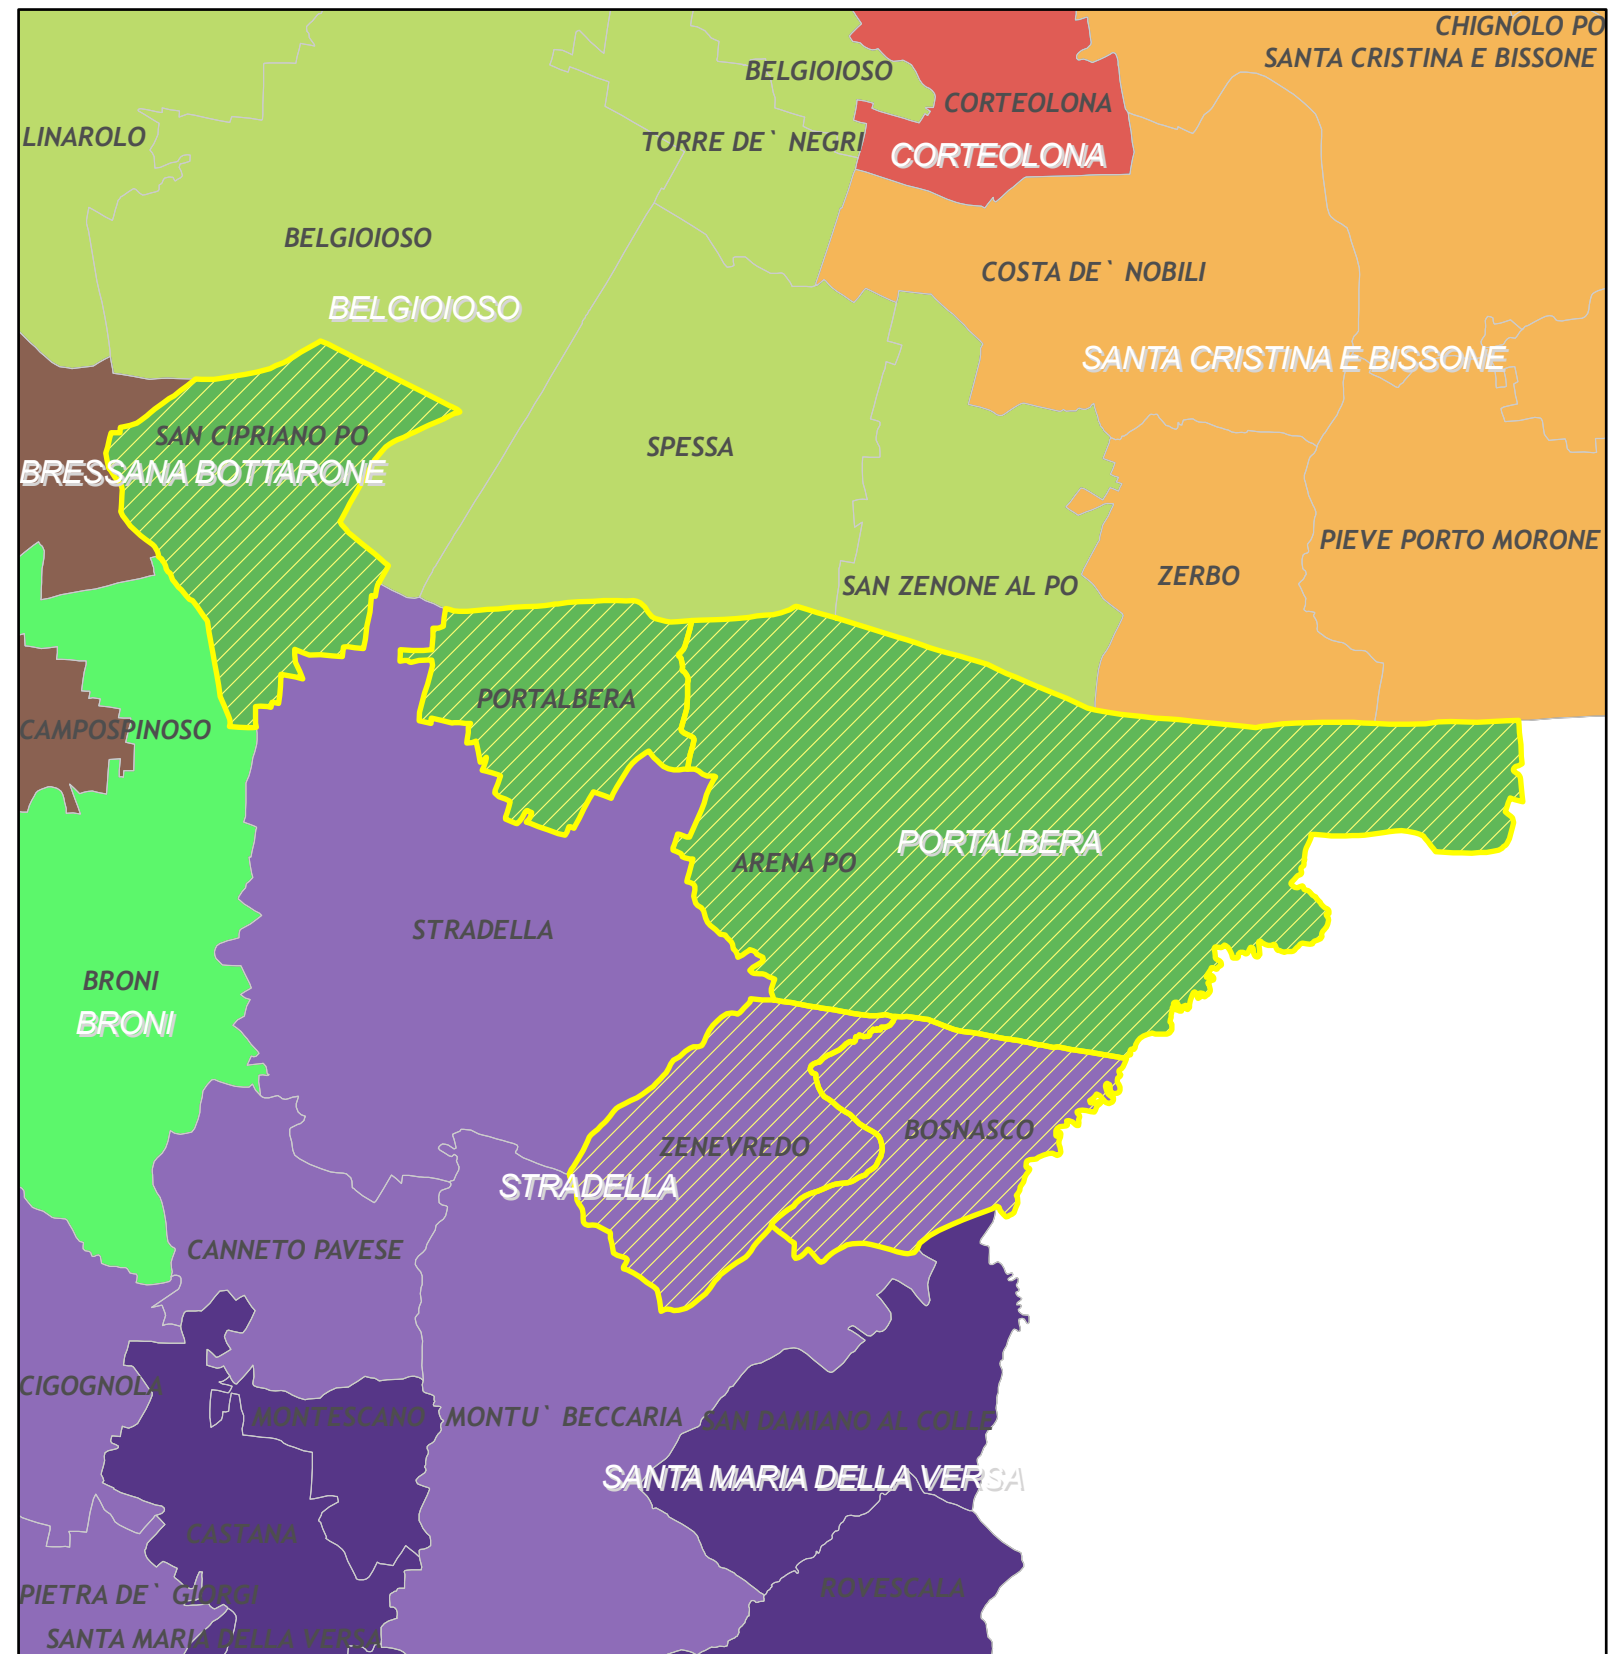 CHIGNOLO PO
SANTA CRISTINA E BISSONE
BELGIOIOSO
CORTEOLONA
LINAROLO
TORRE DE` NEGRI
CORTEOLONA
BELGIOIOSO
COSTA DE` NOBILI
BELGIOIOSO
SANTA CRISTINA E BISSONE
SAN CIPRIANO PO
SPESSA
BRESSANA BOTTARONE
PIEVE PORTO MORONE
ZERBO
SAN ZENONE AL PO
PORTALBERA
CAMPOSPINOSO
PORTALBERA
ARENA PO
STRADELLA
BRONI
BRONI
BOSNASCO
ZENEVREDO
STRADELLA
CANNETO PAVESE
CIGOGNOLA
MONTESCANO
MONTU` BECCARIA
SAN DAMIANO AL COLLE
SANTA MARIA DELLA VERSA
CASTANA
ROVESCALA
PIETRA DE` GIORGI
SANTA MARIA DELLA VERSA